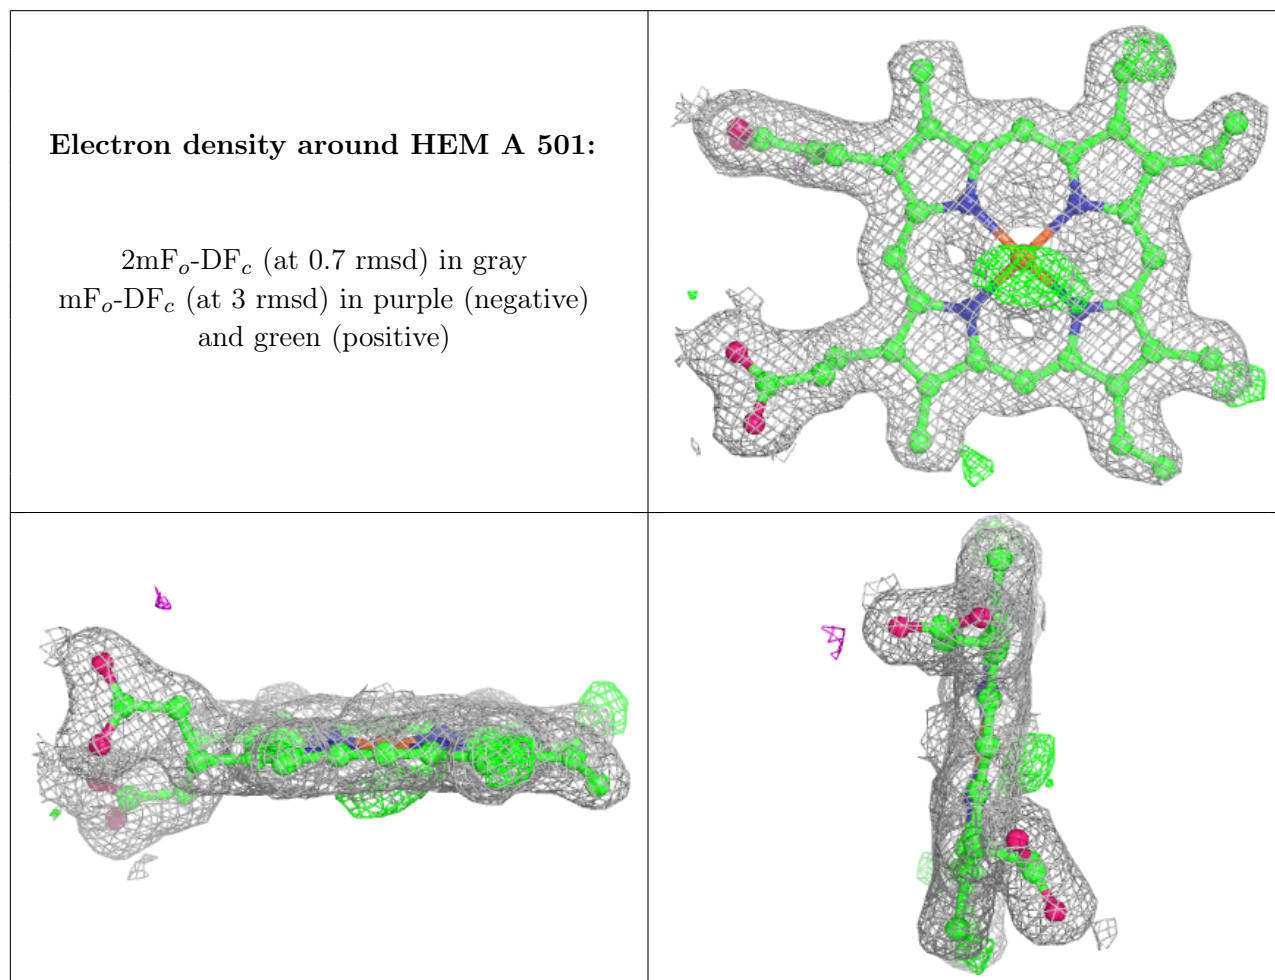 Electron density around HEM A 501:
2mFo-DFc (at 0.7 rmsd) in gray
mFo-DFc (at 3 rmsd) in purple (negative)
and green (positive)